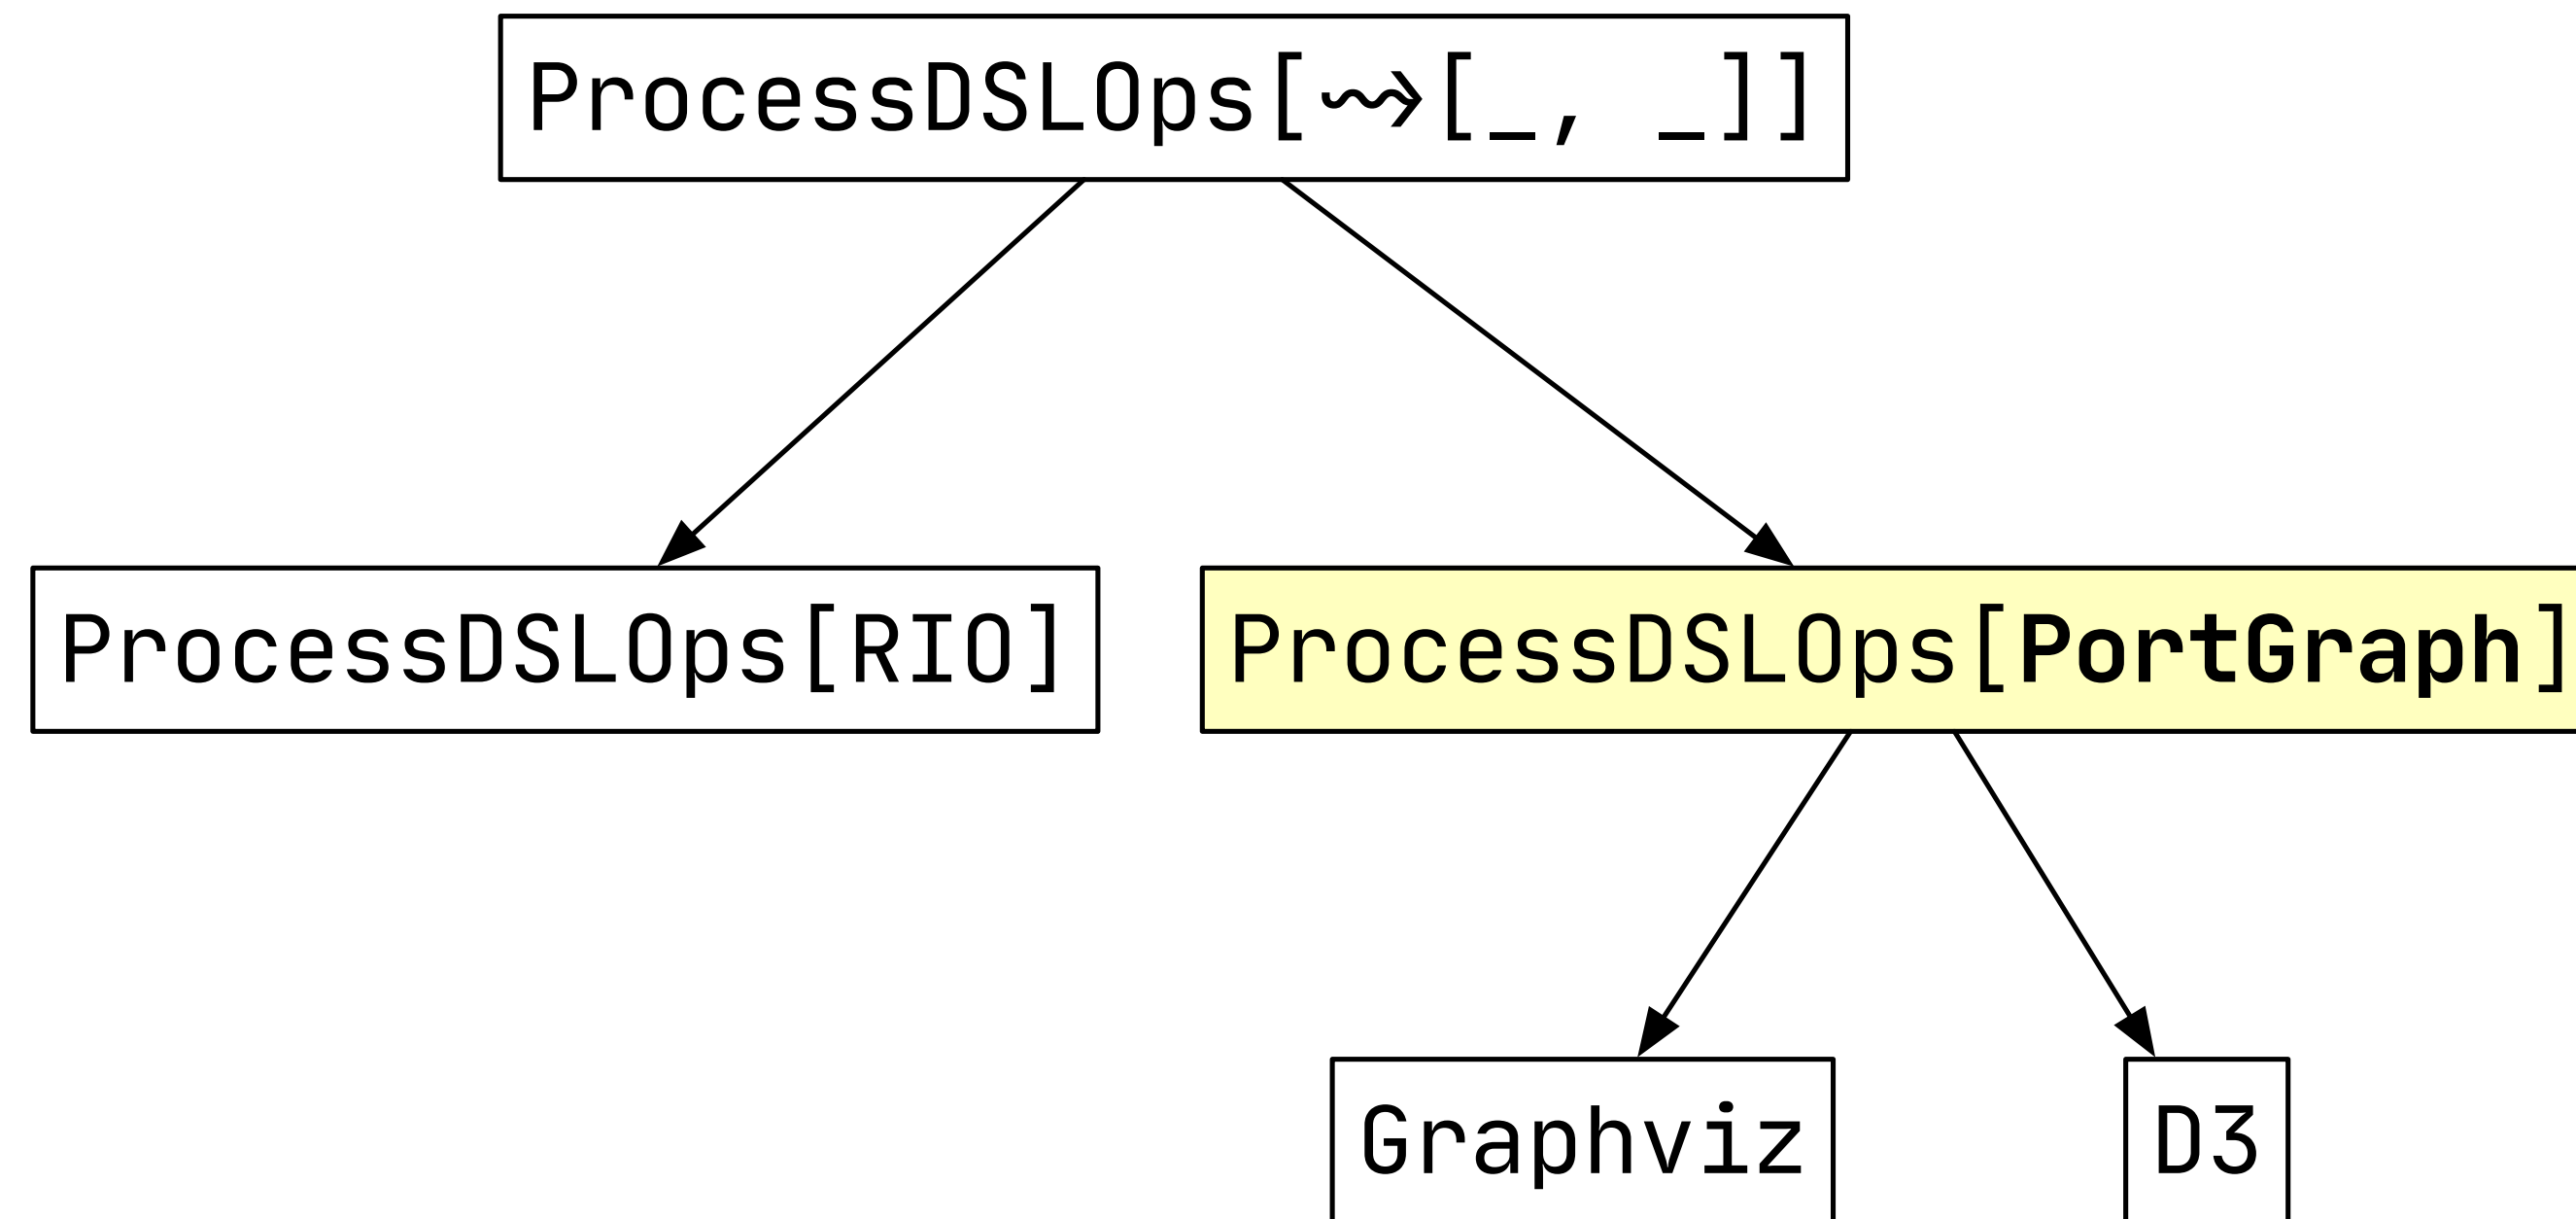 ProcessDSLOps[⇝[_, _]]
ProcessDSLOps[RIO]
ProcessDSLOps[PortGraph]
Graphviz
D3